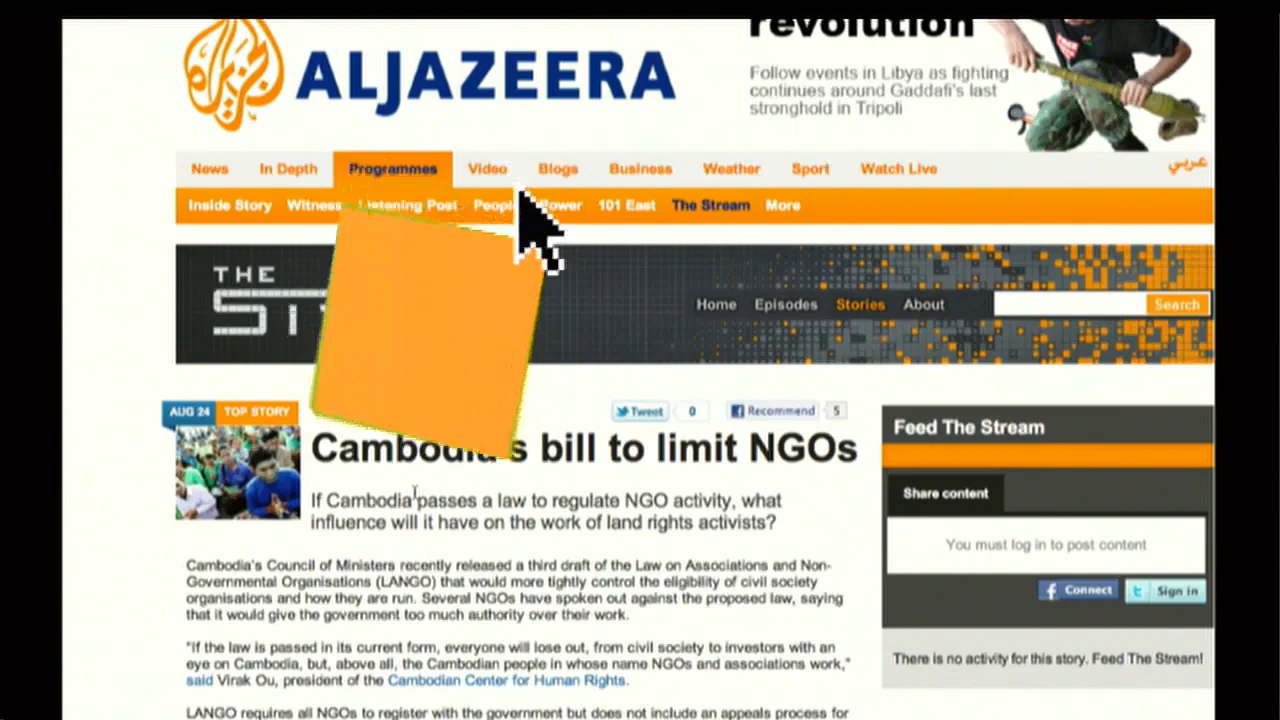 ALJAZEERA
revolution
Follow events in Libya as fighting
continues around Gaddafi's last
stronghold in Tripoli
News In Depth Programmes Video Blogs Business Weather Sport Watch Live عربي
Inside Story Witness Listening Post People Power 101 East The Stream More
THE
Home Episodes Stories About Search
AUG 24 TOP STORY
Tweet 0 Recommend 5
Cambodia's bill to limit NGOs
If Cambodia passes a law to regulate NGO activity, what
influence will it have on the work of land rights activists?
Cambodia's Council of Ministers recently released a third draft of the Law on Associations and Non-
Governmental Organisations (LANGO) that would more tightly control the eligibility of civil society
organisations and how they are run. Several NGOs have spoken out against the proposed law, saying
that it would give the government too much authority over their work.
"If the law is passed in its current form, everyone will lose out, from civil society to investors with an
eye on Cambodia, but, above all, the Cambodian people in whose name NGOs and associations work,"
said Virak Ou, president of the Cambodian Center for Human Rights.
LANGO requires all NGOs to register with the government but does not include an appeals process for
Feed The Stream
Share content
You must log in to post content
Connect Sign in
There is no activity for this story. Feed The Stream!